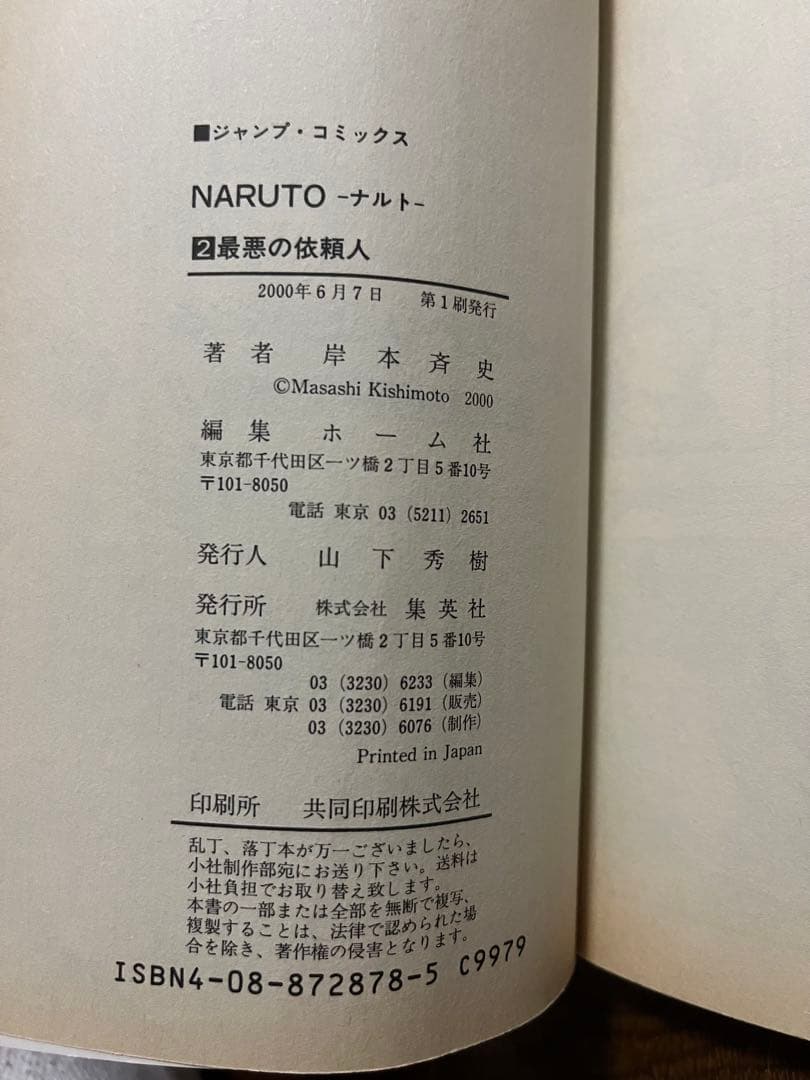 ■ジャンプ・コミックス
NARUTO -ナルト-
2最悪の依頼人
2000年6月7日 第1刷発行
著者 岸本斉史
©Masashi Kishimoto 2000
編集 ホーム社
東京都千代田区一ツ橋2丁目5番10号
〒101-8050
電話 東京 03 (5211) 2651
発行人 山下秀樹
発行所 株式会社 集英社
東京都千代田区一ツ橋2丁目5番10号
〒101-8050
03 (3230) 6233 (編集)
電話 東京 03 (3230) 6191 (販売)
03 (3230) 6076 (制作)
Printed in Japan
印刷所 共同印刷株式会社
乱丁、落丁本が万一ございましたら、
小社制作部宛にお送り下さい。送料は
小社負担でお取り替え致します。
本書の一部または全部を無断で複写、
複製することは、法律で認められた場
合を除き、著作権の侵害となります。
ISBN4-08-872878-5 C9979